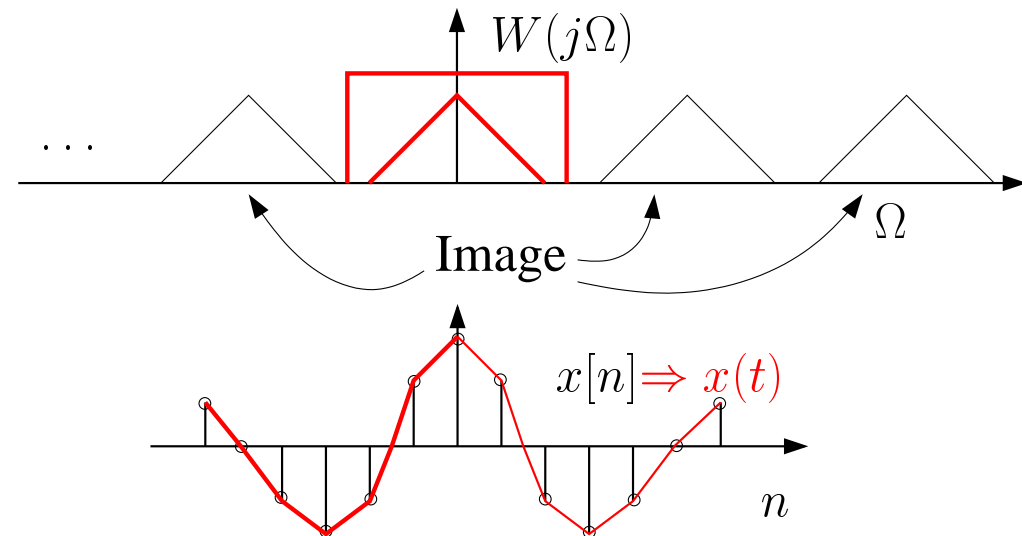 W(jΩ)
. . .
Ω
Image
x[n]⇒ x(t)
n